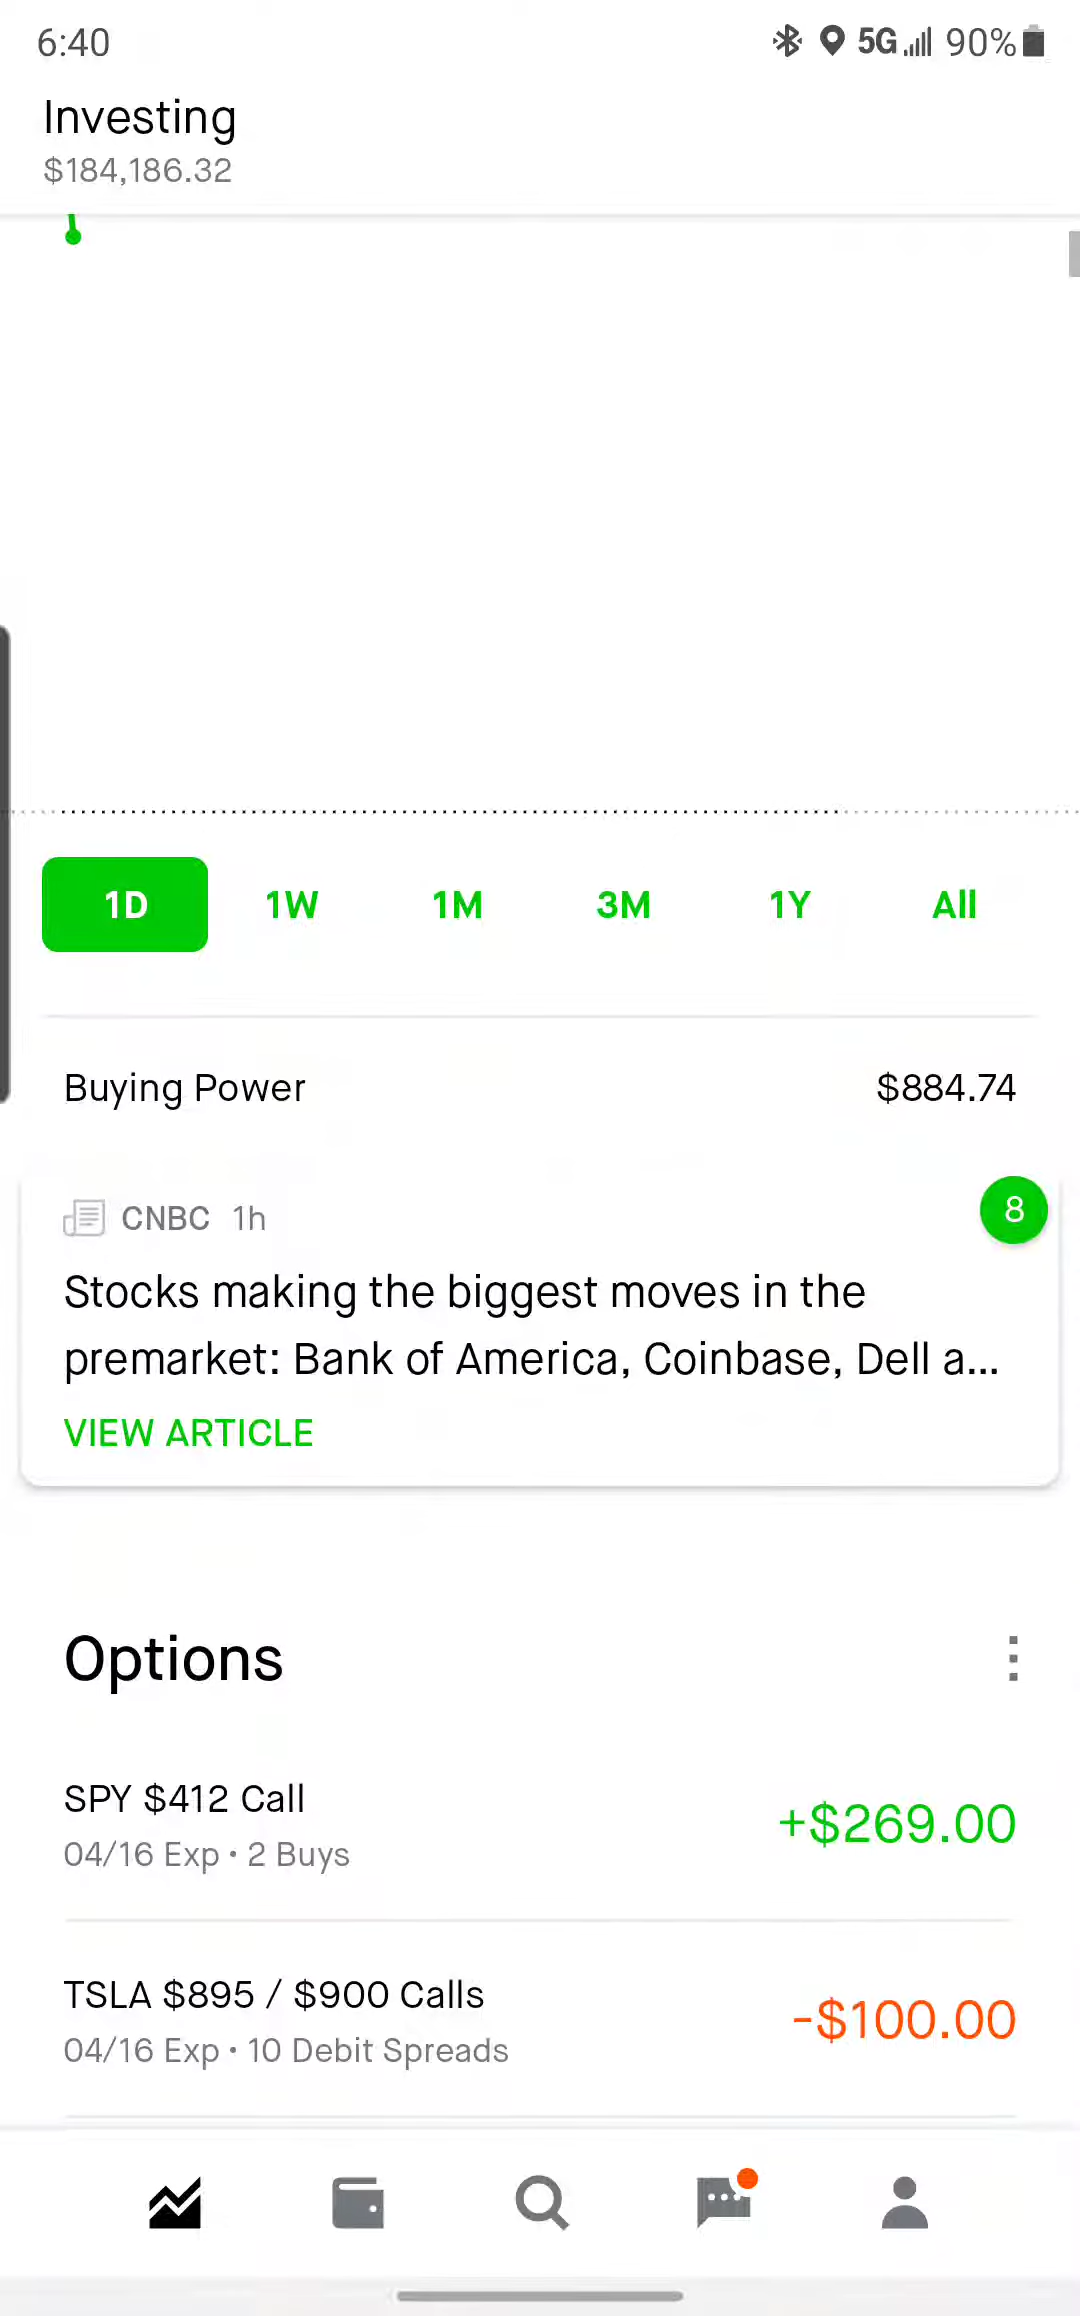 6:40
5G 90%
Investing
$184,186.32
1D 1W 1M 3M 1Y All
Buying Power $884.74
CNBC 1h
8
Stocks making the biggest moves in the
premarket: Bank of America, Coinbase, Dell a...
VIEW ARTICLE
Options
SPY $412 Call
+$269.00
04/16 Exp • 2 Buys
TSLA $895 / $900 Calls
-$100.00
04/16 Exp • 10 Debit Spreads